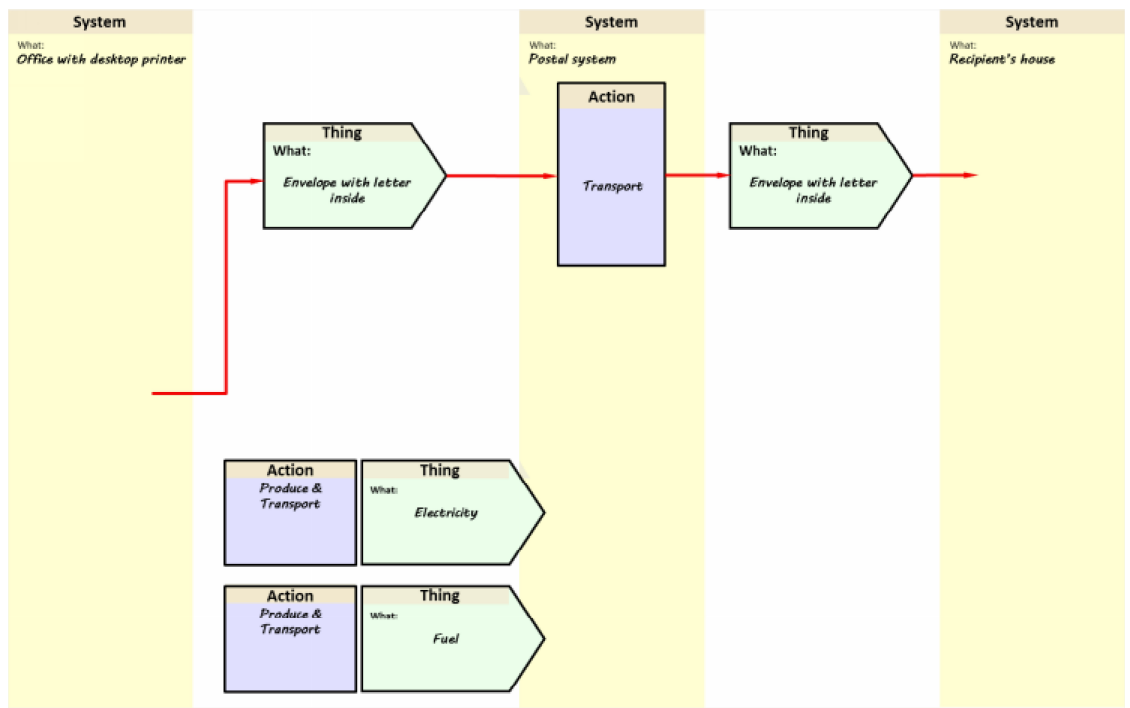 System
What:
Office with desktop printer
System
What:
Postal system
System
What:
Recipient's house
Thing
What:
Envelope with letter
inside
Action
Transport
Thing
What:
Envelope with letter
inside
Action
Produce &
Transport
Thing
What:
Electricity
Action
Produce &
Transport
Thing
What:
Fuel